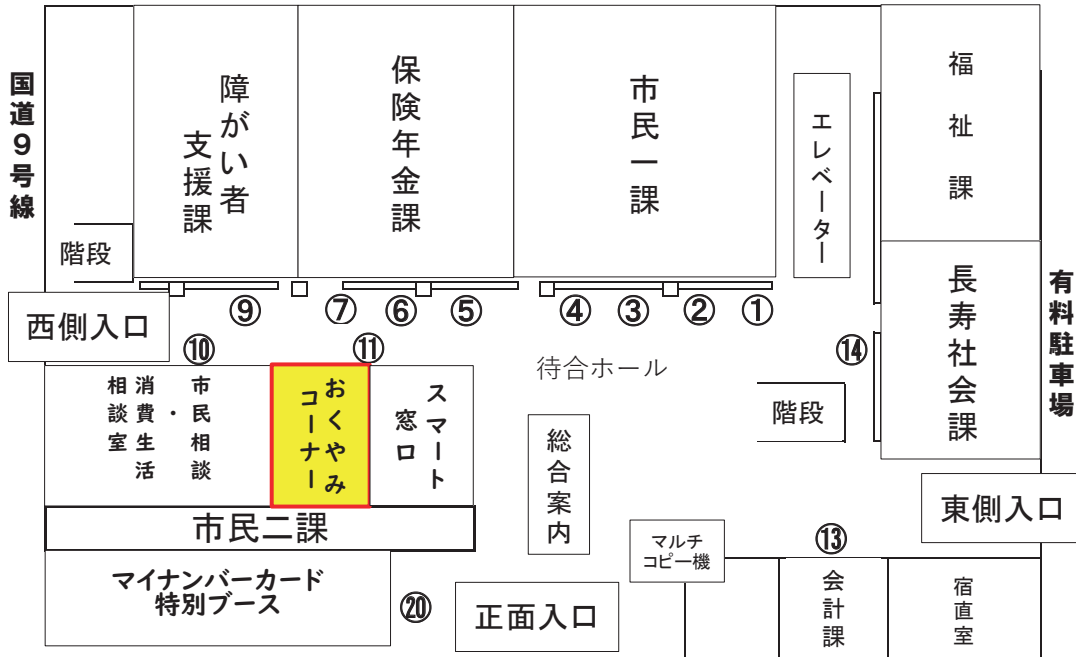 国道９号線
障がい者
支援課
保険年金課
市民一課
エレベーター
福祉課
階段
西側入口
⑨
⑦
⑥
⑤
④
③
②
①
長寿社会課
有料駐車場
⑩
⑪
待合ホール
⑭
市民相談
・
消費生活
相談室
おくやみ
コーナー
スマート
窓口
総合案内
階段
東側入口
市民二課
マルチ
コピー機
⑬
マイナンバーカード
特別ブース
⑳
正面入口
会計課
宿直室